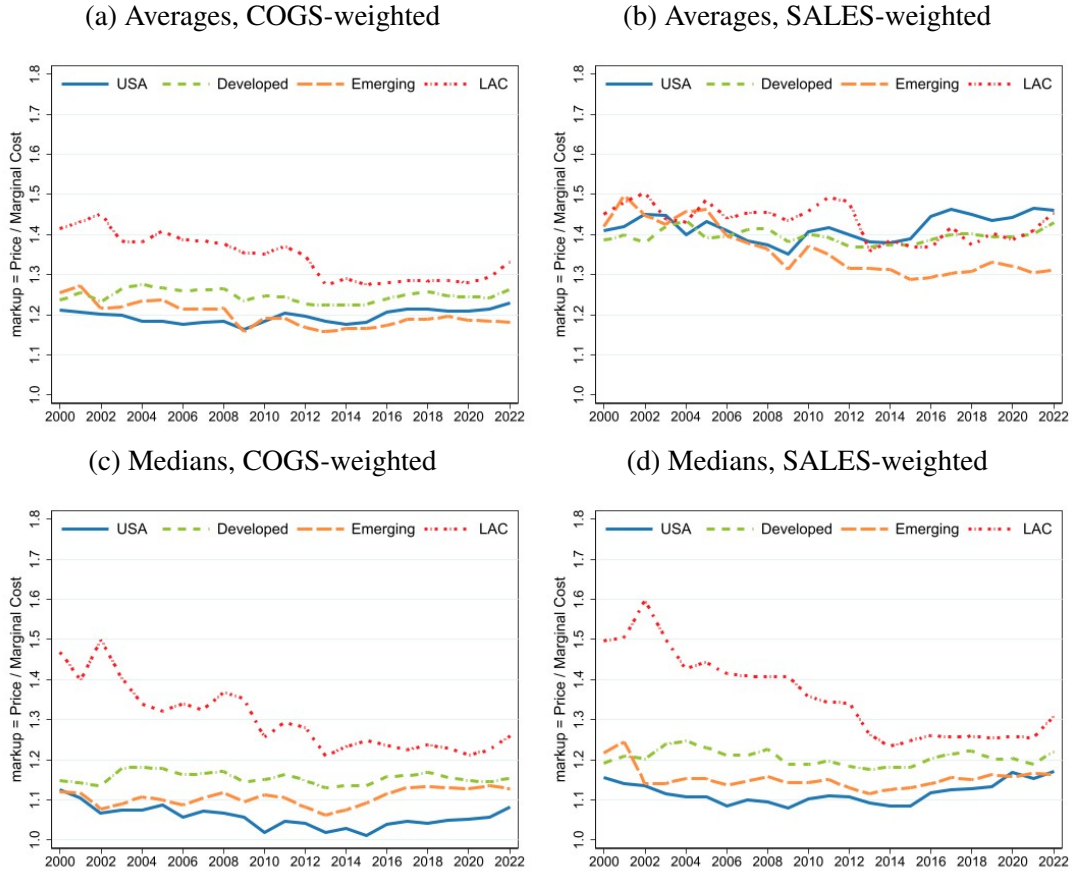 (a) Averages, COGS-weighted
USA Developed Emerging LAC
markup = Price / Marginal Cost
1.8
1.7
1.6
1.5
1.4
1.3
1.2
1.1
1.0
2000 2002 2004 2006 2008 2010 2012 2014 2016 2018 2020 2022
(b) Averages, SALES-weighted
USA Developed Emerging LAC
markup = Price / Marginal Cost
1.8
1.7
1.6
1.5
1.4
1.3
1.2
1.1
1.0
2000 2002 2004 2006 2008 2010 2012 2014 2016 2018 2020 2022
(c) Medians, COGS-weighted
USA Developed Emerging LAC
markup = Price / Marginal Cost
1.8
1.7
1.6
1.5
1.4
1.3
1.2
1.1
1.0
2000 2002 2004 2006 2008 2010 2012 2014 2016 2018 2020 2022
(d) Medians, SALES-weighted
USA Developed Emerging LAC
markup = Price / Marginal Cost
1.8
1.7
1.6
1.5
1.4
1.3
1.2
1.1
1.0
2000 2002 2004 2006 2008 2010 2012 2014 2016 2018 2020 2022